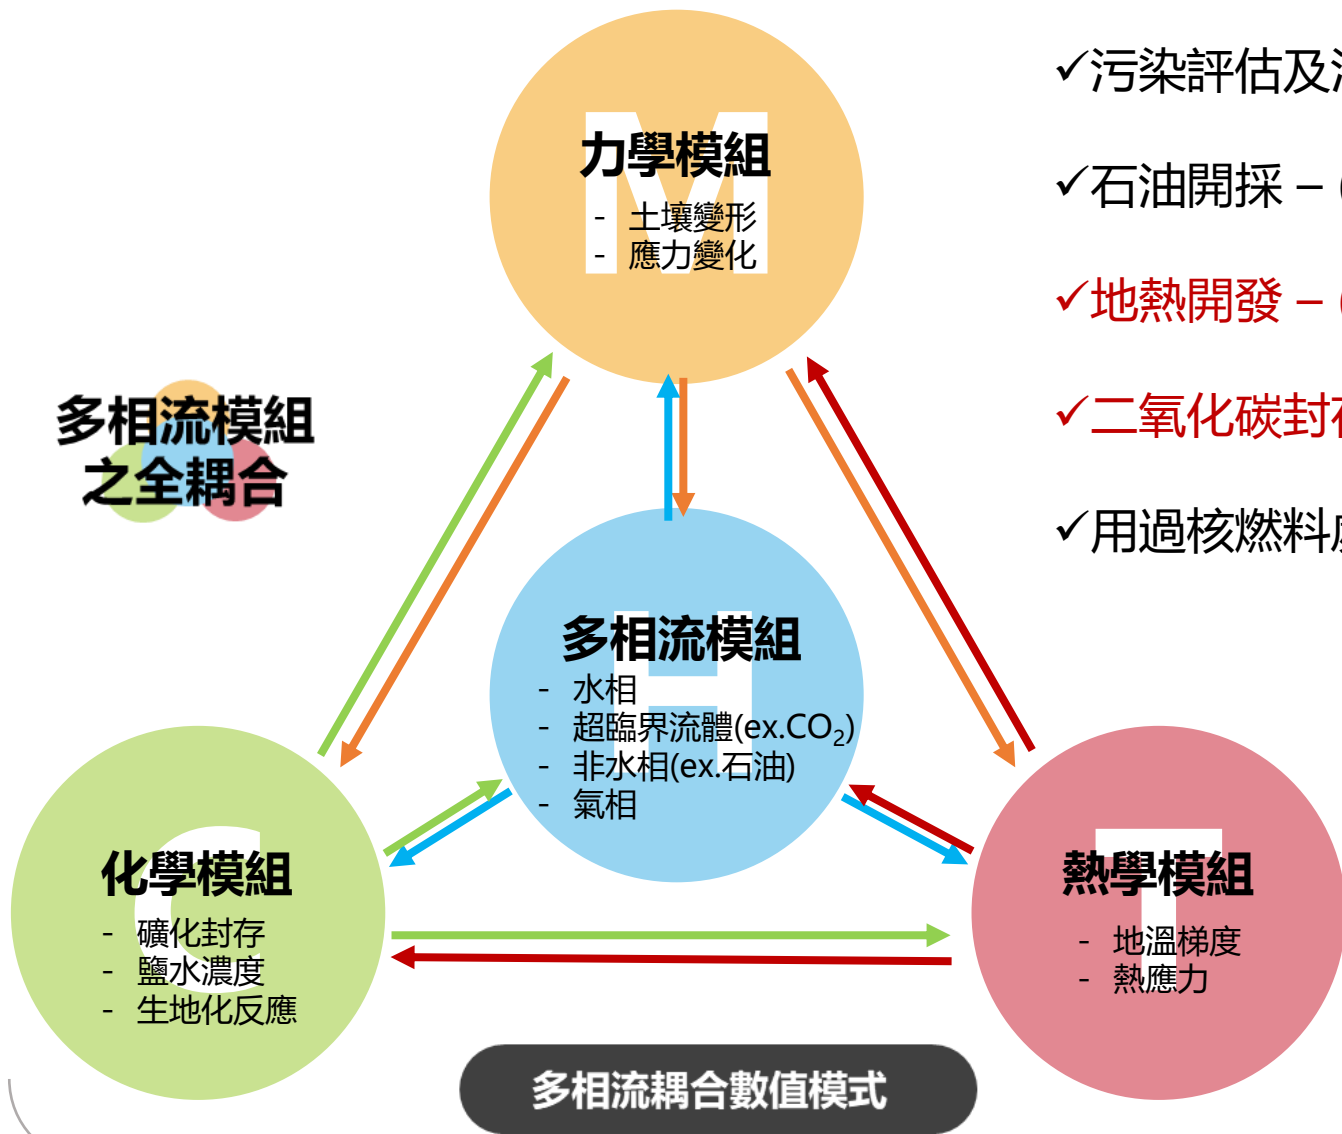 M
力學模組
- 土壤變形
- 應力變化
✓污染評估及
✓石油開採 – (
✓地熱開發 – (
✓二氧化碳封存
✓用過核燃料處
多相流模組
之全耦合
H
多相流模組
- 水相
- 超臨界流體(ex.CO₂)
- 非水相(ex.石油)
- 氣相
C
化學模組
- 礦化封存
- 鹽水濃度
- 生地化反應
T
熱學模組
- 地溫梯度
- 熱應力
多相流耦合數值模式